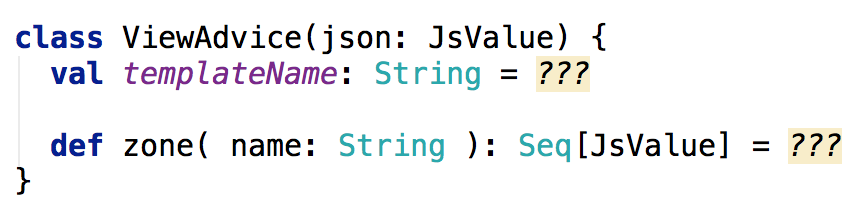 class ViewAdvice(json: JsValue) {
  val templateName: String = ???
  def zone( name: String ): Seq[JsValue] = ???
}